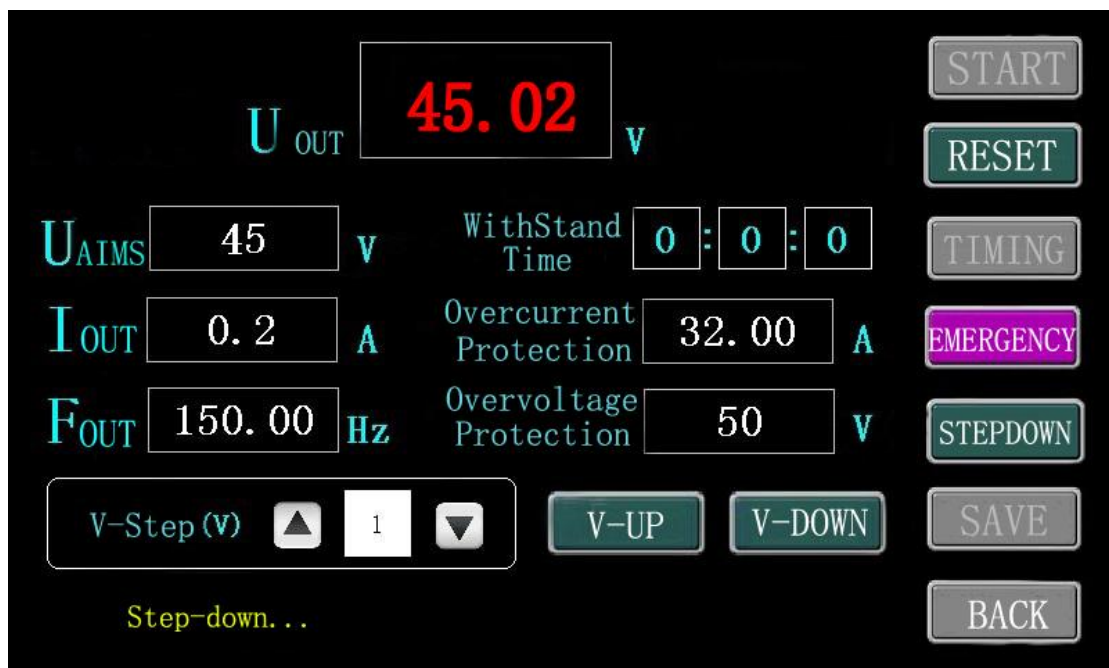 U OUT 45.02 V
START
RESET
UAIMS 45 V
WithStand
Time
0 : 0 : 0
TIMING
IOUT 0.2 A
Overcurrent
Protection
32.00 A
EMERGENCY
FOUT 150.00 Hz
Overvoltage
Protection
50 V
STEPDOWN
V-Step(V) 1
V-UP
V-DOWN
SAVE
Step-down...
BACK